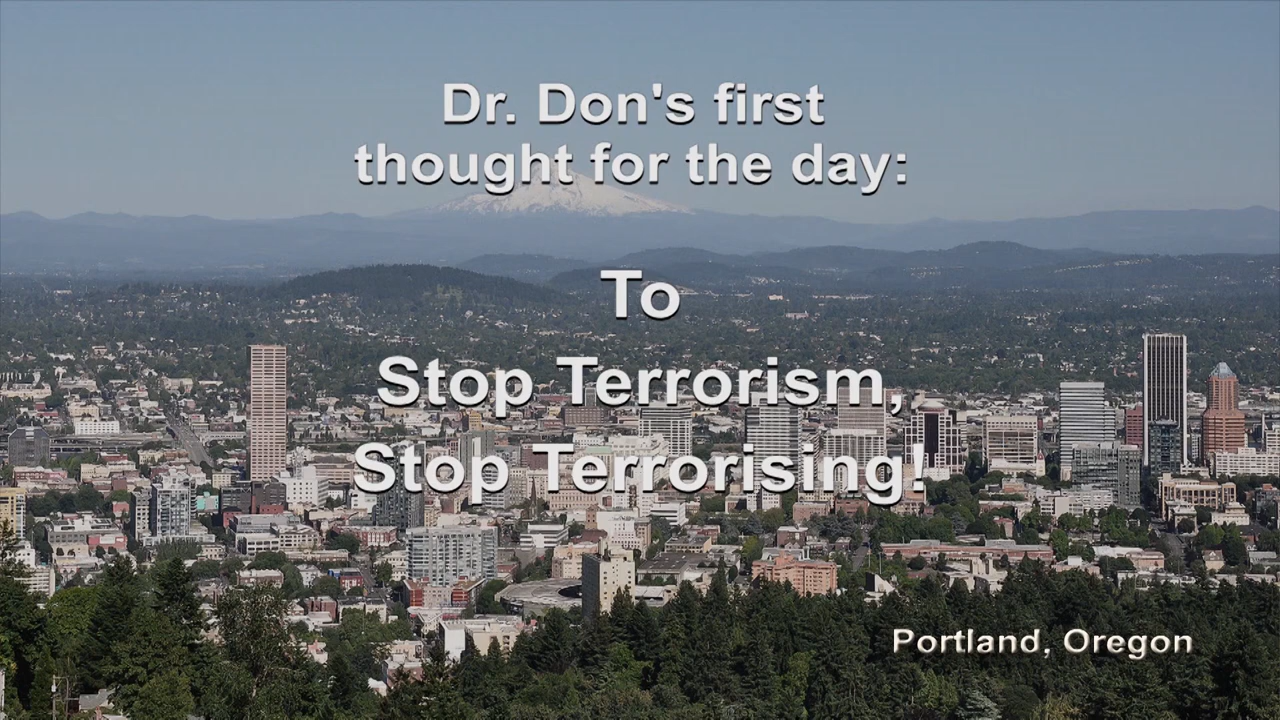 Dr. Don's first
thought for the day:
To
Stop Terrorism,
Stop Terrorising!
Portland, Oregon